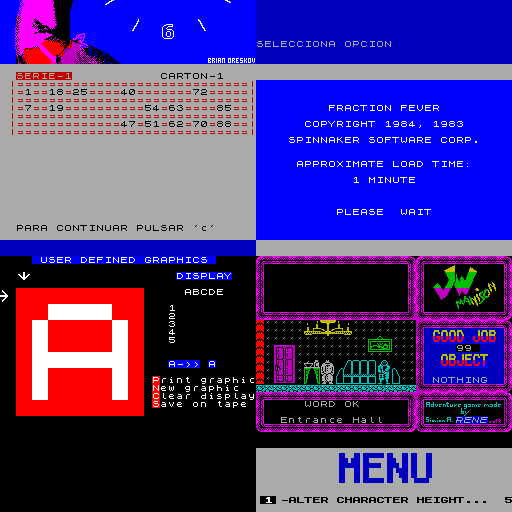 6
BRIAN ORESKOV
SELECCIONA OPCION
SERIE-1 CARTON-1
=1==18=25=====40========72=====
=7==19===========54=63=====85==
==============47=51=62=70=88==
PARA CONTINUAR PULSAR 'c'
FRACTION FEVER
COPYRIGHT 1984, 1983
SPINNAKER SOFTWARE CORP.
APPROXIMATE LOAD TIME:
1 MINUTE
PLEASE WAIT
USER DEFINED GRAPHICS
DISPLAY
ABCDE
1
2
3
4
5
A->> A
Print graphic
New graphic
Clear display
Save on tape
A
JW
MANSION
GOOD JOB
99
OBJECT
NOTHING
WORD OK
Entrance Hall
Adventure game made
by
MENU
1 -ALTER CHARACTER HEIGHT... 5